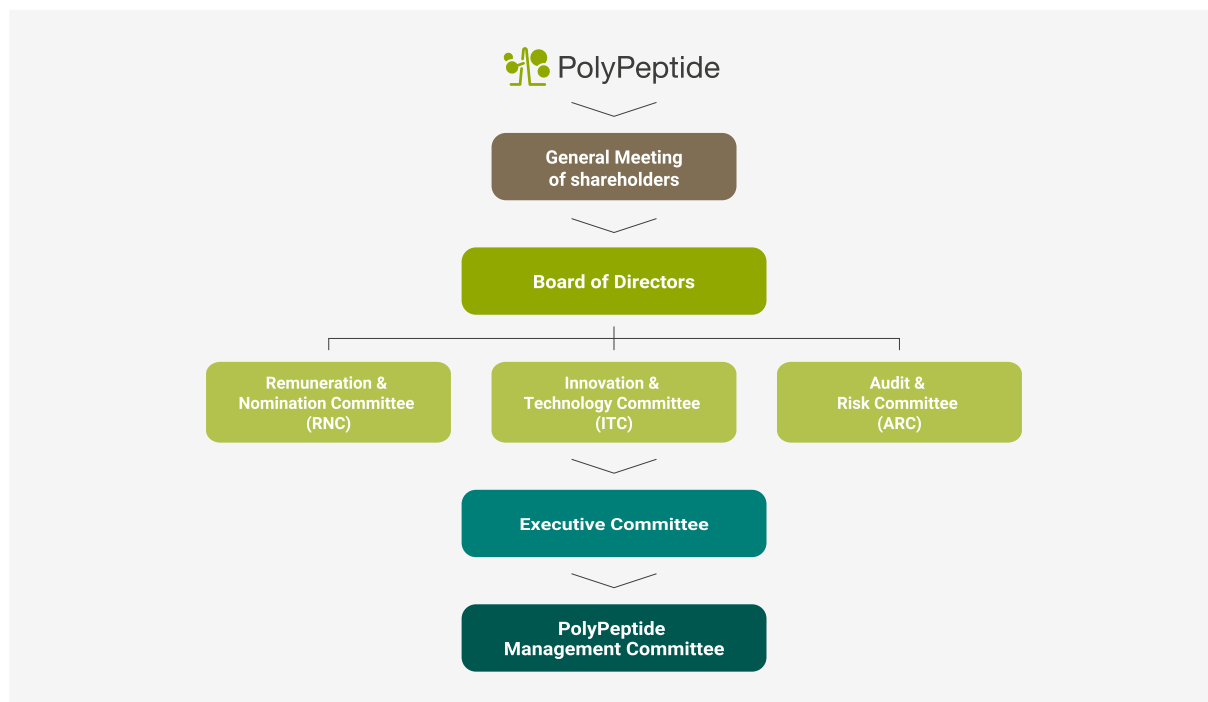 PolyPeptide
General Meeting
of shareholders
Board of Directors
Remuneration &
Nomination Committee
(RNC)
Innovation &
Technology Committee
(ITC)
Audit &
Risk Committee
(ARC)
Executive Committee
PolyPeptide
Management Committee